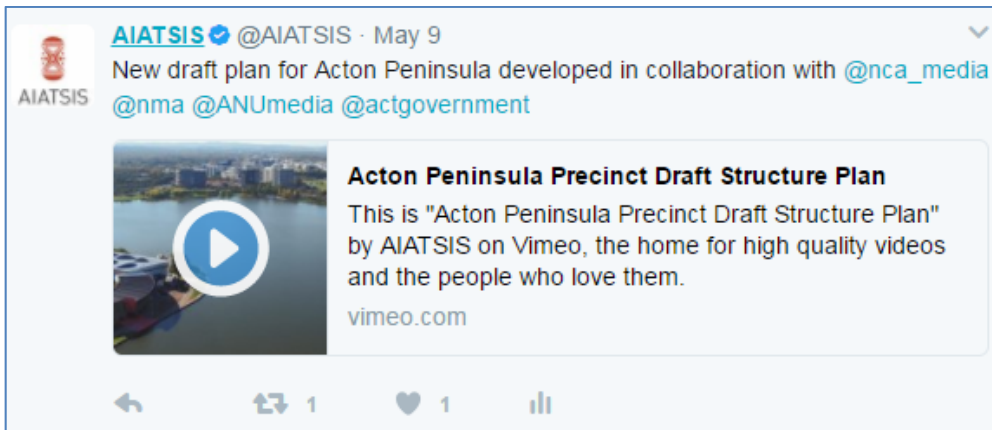 AIATSIS @AIATSIS · May 9
New draft plan for Acton Peninsula developed in collaboration with @nca_media
@nma @ANUmedia @actgovernment
AIATSIS
Acton Peninsula Precinct Draft Structure Plan
This is "Acton Peninsula Precinct Draft Structure Plan"
by AIATSIS on Vimeo, the home for high quality videos
and the people who love them.
vimeo.com
1 1